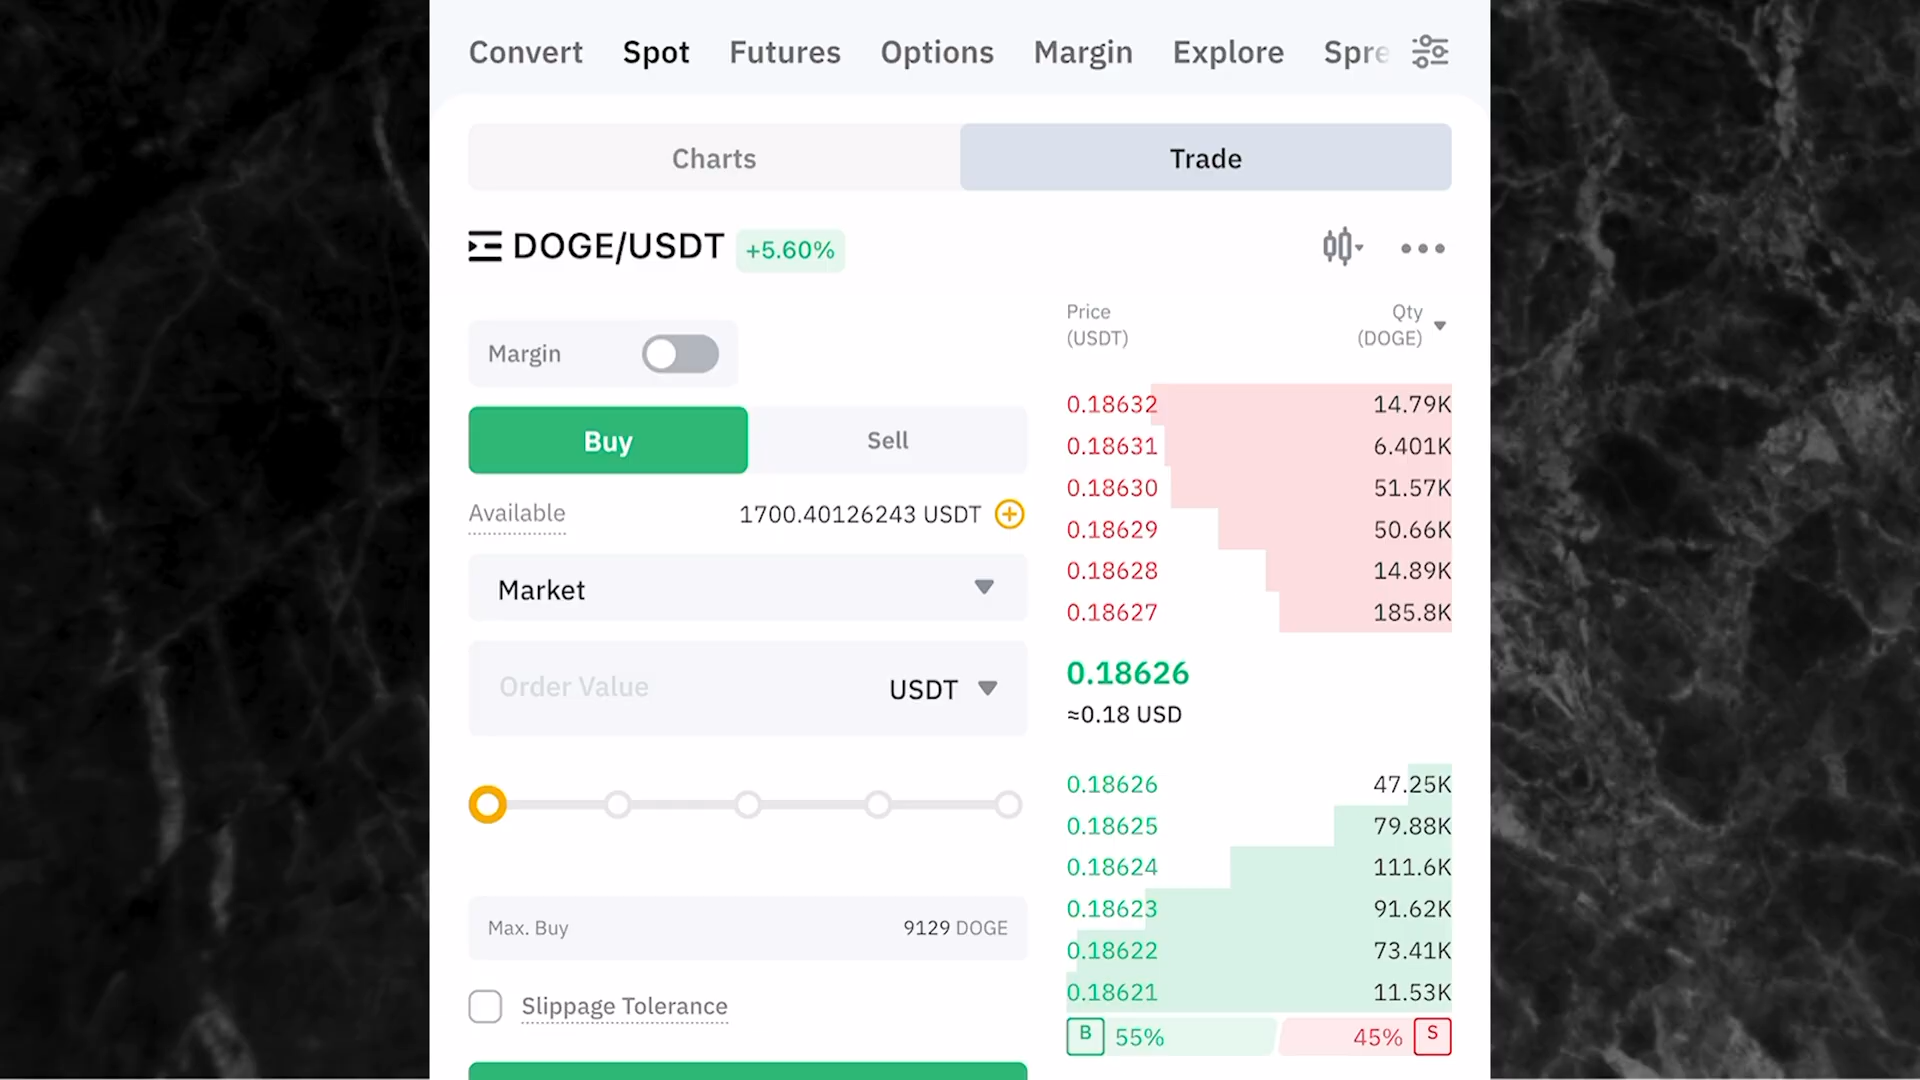 Convert Spot Futures Options Margin Explore Spre
Charts Trade
DOGE/USDT +5.60%
Margin
Buy Sell
Available 1700.40126243 USDT
Market
Order Value USDT
Max. Buy 9129 DOGE
Slippage Tolerance
Price Qty
(USDT) (DOGE)
0.18632 14.79K
0.18631 6.401K
0.18630 51.57K
0.18629 50.66K
0.18628 14.89K
0.18627 185.8K
0.18626
≈0.18 USD
0.18626 47.25K
0.18625 79.88K
0.18624 111.6K
0.18623 91.62K
0.18622 73.41K
0.18621 11.53K
B 55% 45% S